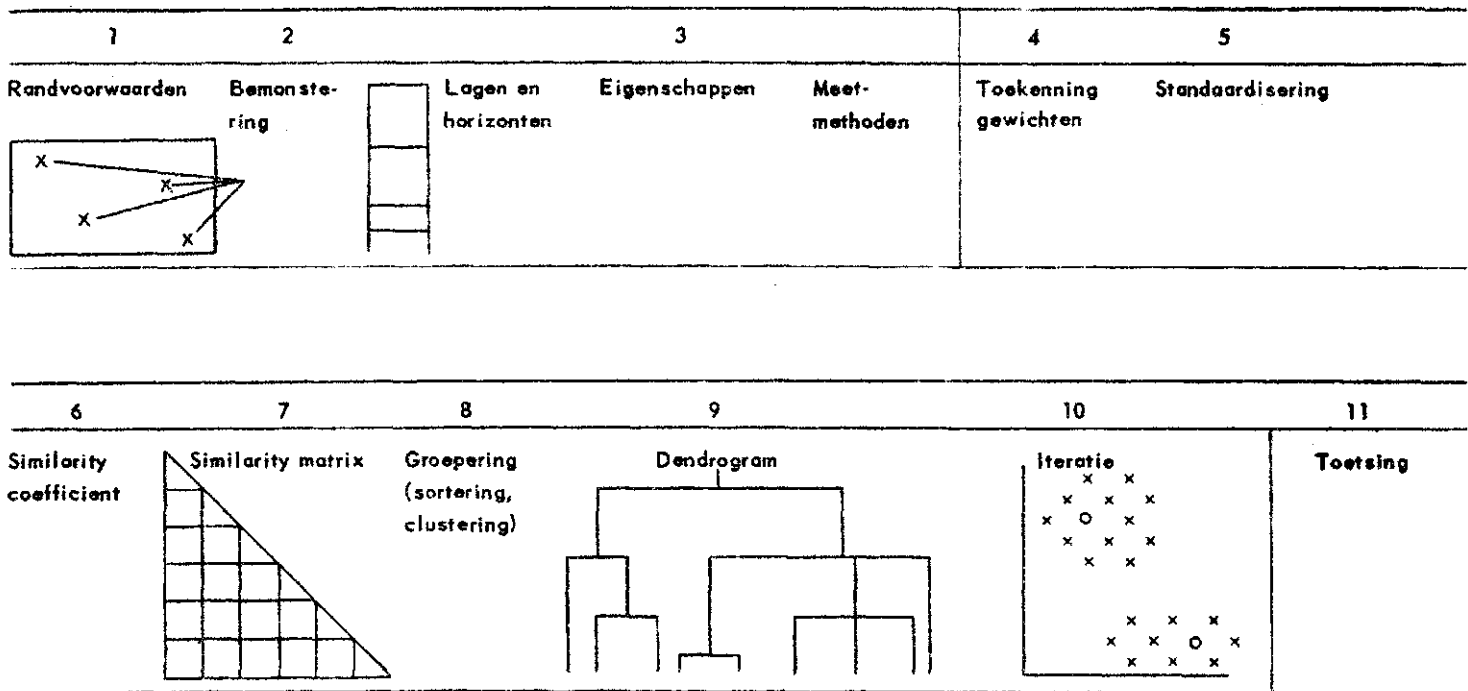 1 2 3 4 5
Randvoorwaarden
Bemonste-
ring
Lagen en
horizonten
Eigenschappen
Meet-
methoden
Toekenning
gewichten
Standaardisering
x
x
x
x
6 7 8 9 10 11
Similarity
coefficient
Similarity matrix
Groepering
(sortering,
clustering)
Dendrogram
Iteratie
x x
x x x
x o x
x x x
x x
x x x
x x o x
x x x
Toetsing